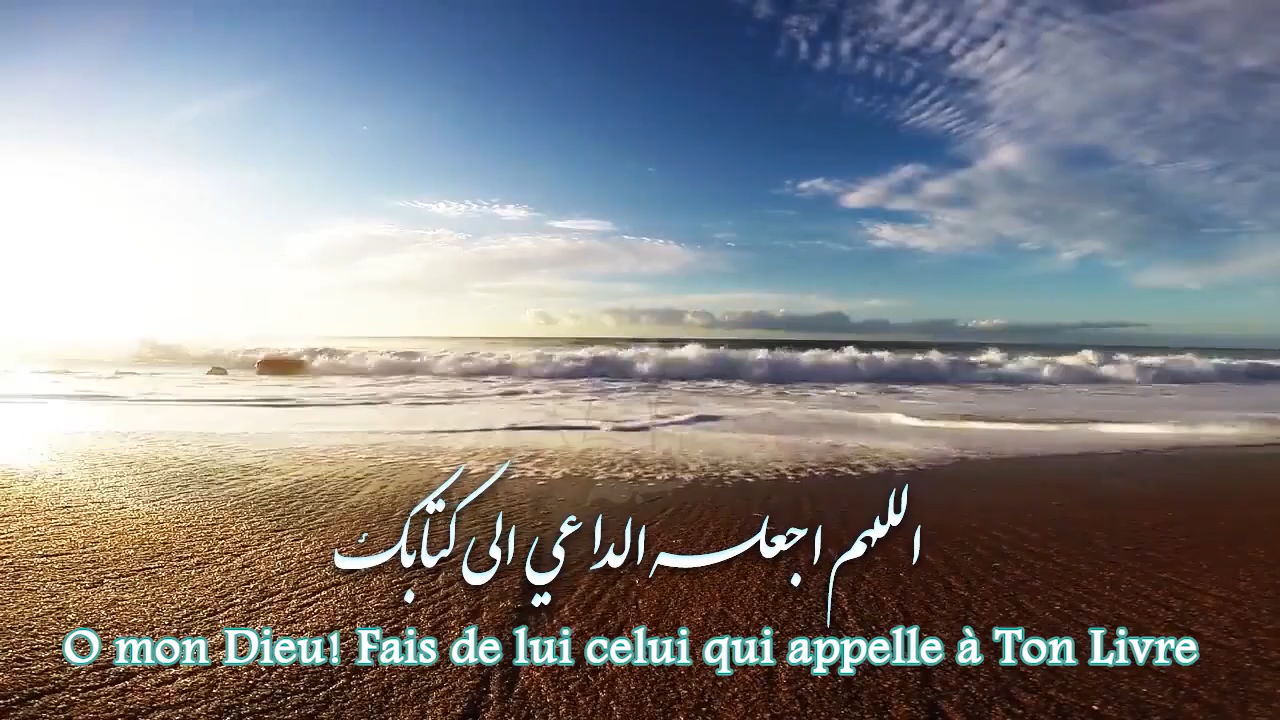 اللهم اجعله الداعي الى كتابك
O mon Dieu! Fais de lui celui qui appelle à Ton Livre